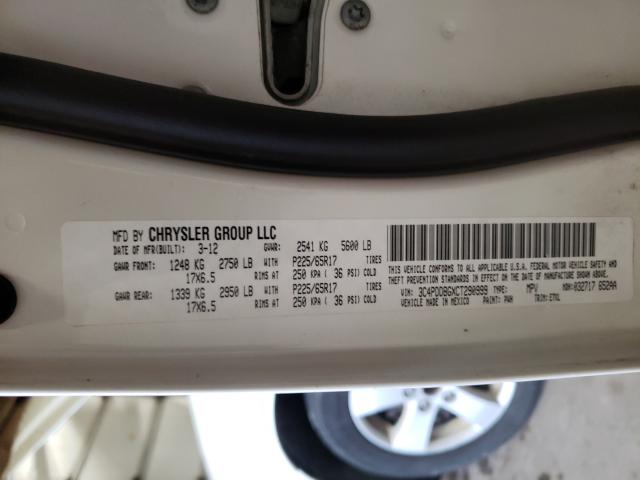 MFD BY CHRYSLER GROUP LLC
DATE OF MFR(BUILT): 3-12 GVWR: 2541 KG 5600 LB
GAWR FRONT: 1248 KG 2750 LB WITH P225/65R17 TIRES
17X6.5 RIMS AT 250 KPA ( 36 PSI) COLD
GAWR REAR: 1339 KG 2950 LB WITH P225/65R17 TIRES
17X6.5 RIMS AT 250 KPA ( 36 PSI) COLD
THIS VEHICLE CONFORMS TO ALL APPLICABLE U.S.A. FEDERAL MOTOR VEHICLE SAFETY AND
THEFT PREVENTION STANDARDS IN EFFECT ON THE DATE OF MANUFACTURE SHOWN ABOVE.
VIN: 3C4PDDBGXCT290999 TYPE: MPV MDH: 032717 652AA
VEHICLE MADE IN MEXICO PAINT: PWH TRIM: